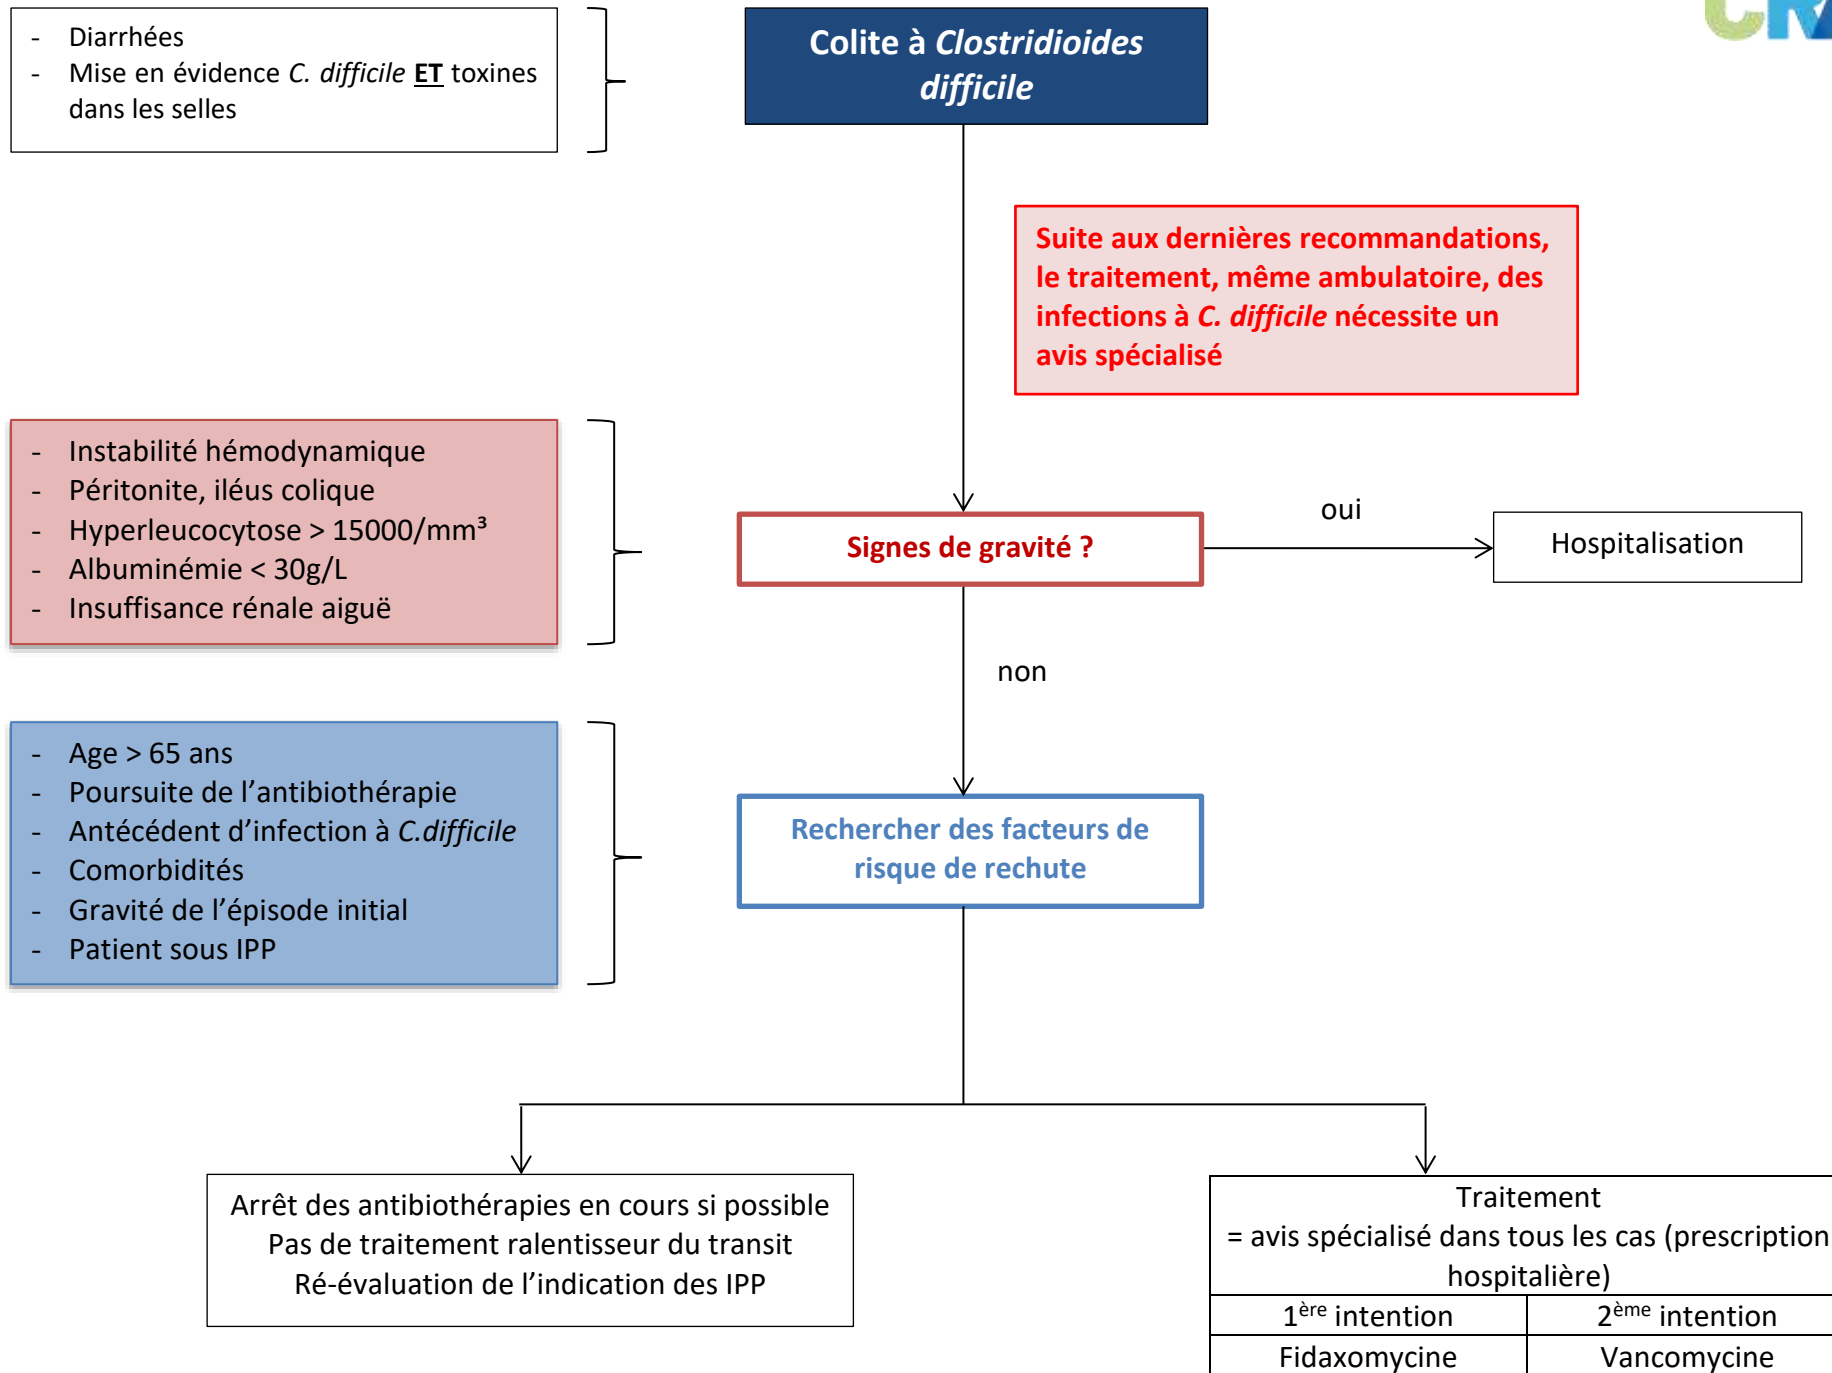 - Diarrhées
- Mise en évidence C. difficile ET toxines
dans les selles
Colite à Clostridioides
difficile
Suite aux dernières recommandations,
le traitement, même ambulatoire, des
infections à C. difficile nécessite un
avis spécialisé
- Instabilité hémodynamique
- Péritonite, iléus colique
- Hyperleucocytose > 15000/mm³
- Albuminémie < 30g/L
- Insuffisance rénale aiguë
Signes de gravité ?
oui
Hospitalisation
non
- Age > 65 ans
- Poursuite de l’antibiothérapie
- Antécédent d’infection à C.difficile
- Comorbidités
- Gravité de l’épisode initial
- Patient sous IPP
Rechercher des facteurs de
risque de rechute
Arrêt des antibiothérapies en cours si possible
Pas de traitement ralentisseur du transit
Ré-évaluation de l’indication des IPP
Traitement
= avis spécialisé dans tous les cas (prescription
hospitalière)
1ère intention
2ème intention
Fidaxomycine
Vancomycine